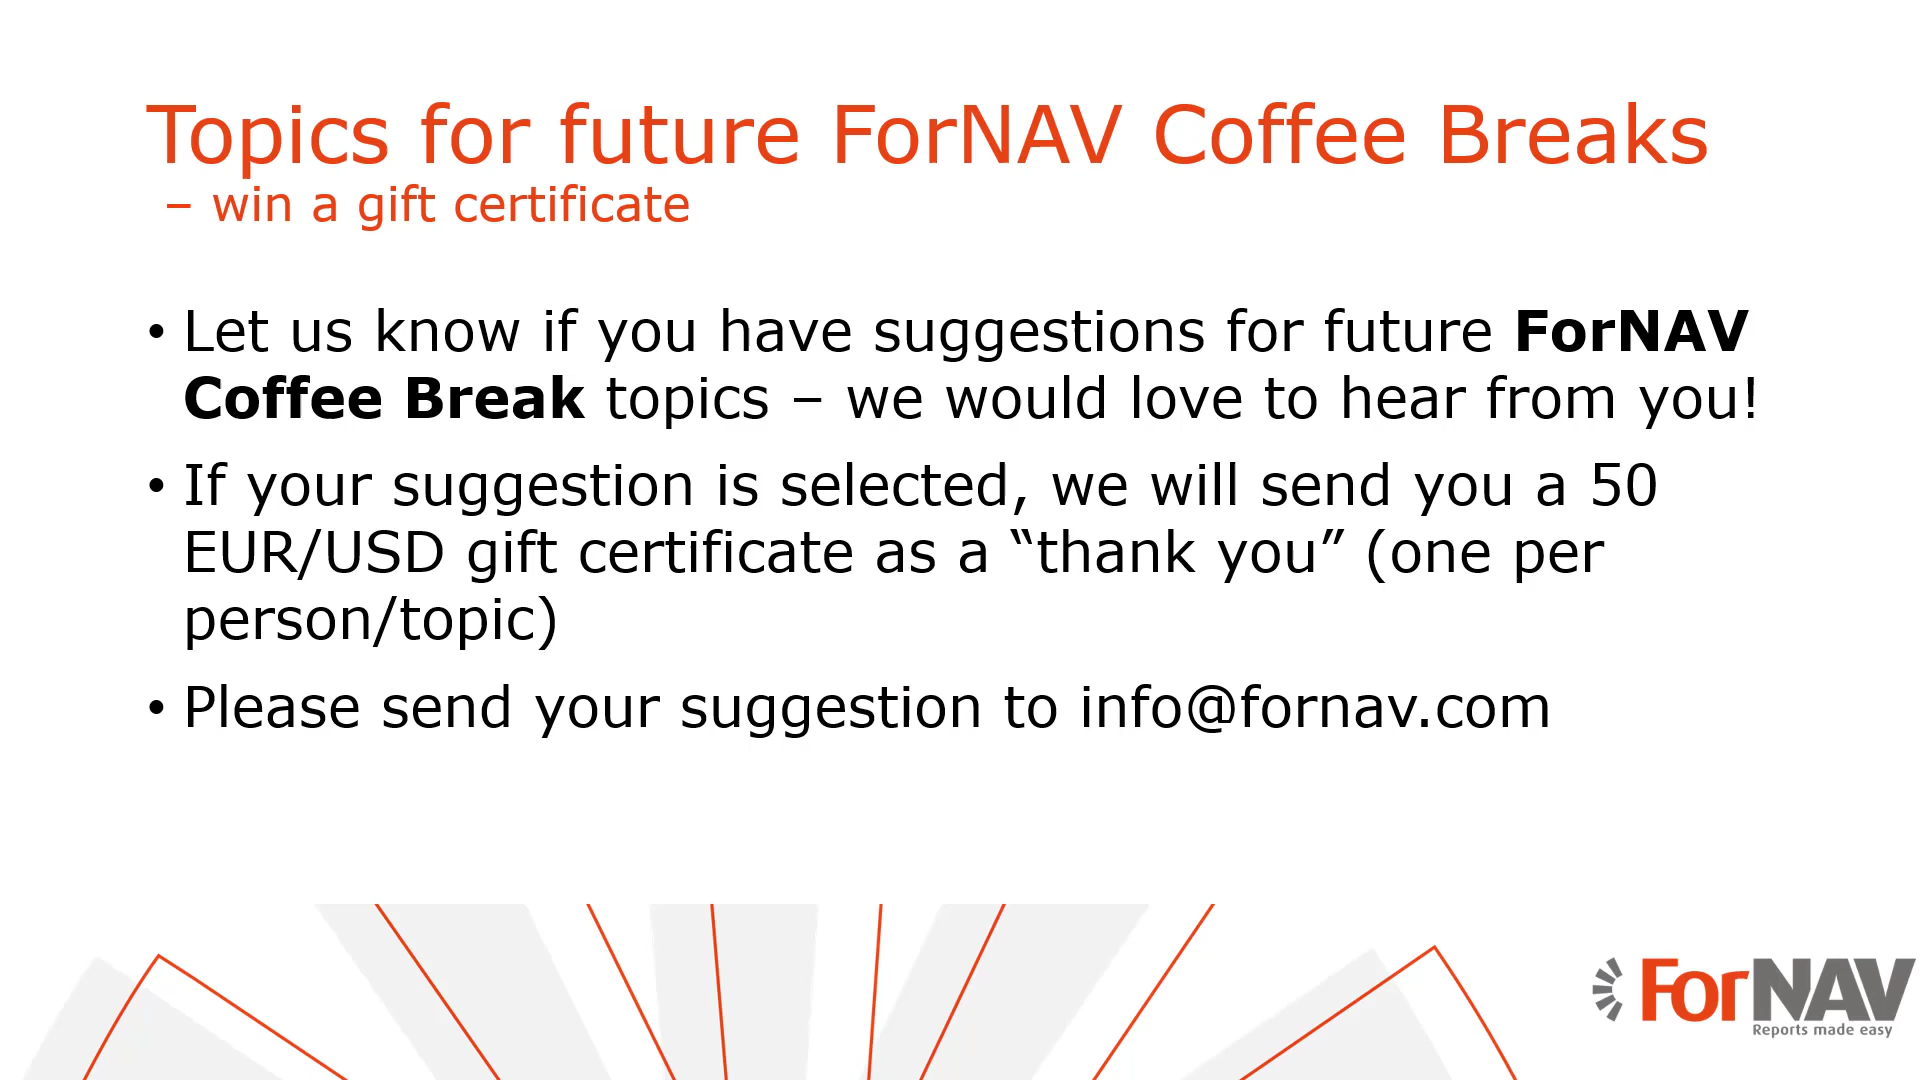 Topics for future ForNAV Coffee Breaks
– win a gift certificate
• Let us know if you have suggestions for future ForNAV
Coffee Break topics – we would love to hear from you!
• If your suggestion is selected, we will send you a 50
EUR/USD gift certificate as a “thank you” (one per
person/topic)
• Please send your suggestion to info@fornav.com
ForNAV
Reports made easy